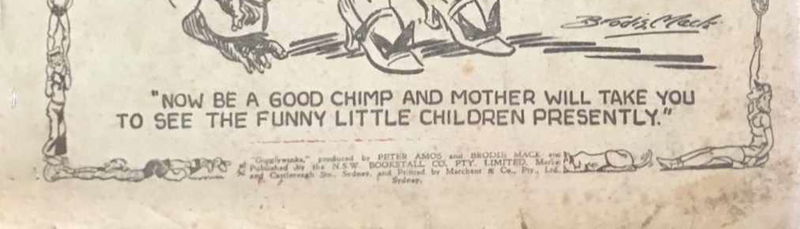 Brodie Mack
"NOW BE A GOOD CHIMP AND MOTHER WILL TAKE YOU
TO SEE THE FUNNY LITTLE CHILDREN PRESENTLY."
produced by PETER AMOS and BRODIE MACK and
Published by the N.S.W. BOOKSTALL CO. PTY. LIMITED,
and Castlereagh Sts., Sydney, and Printed by Marchant & Co., Pty., Ltd.
Sydney.